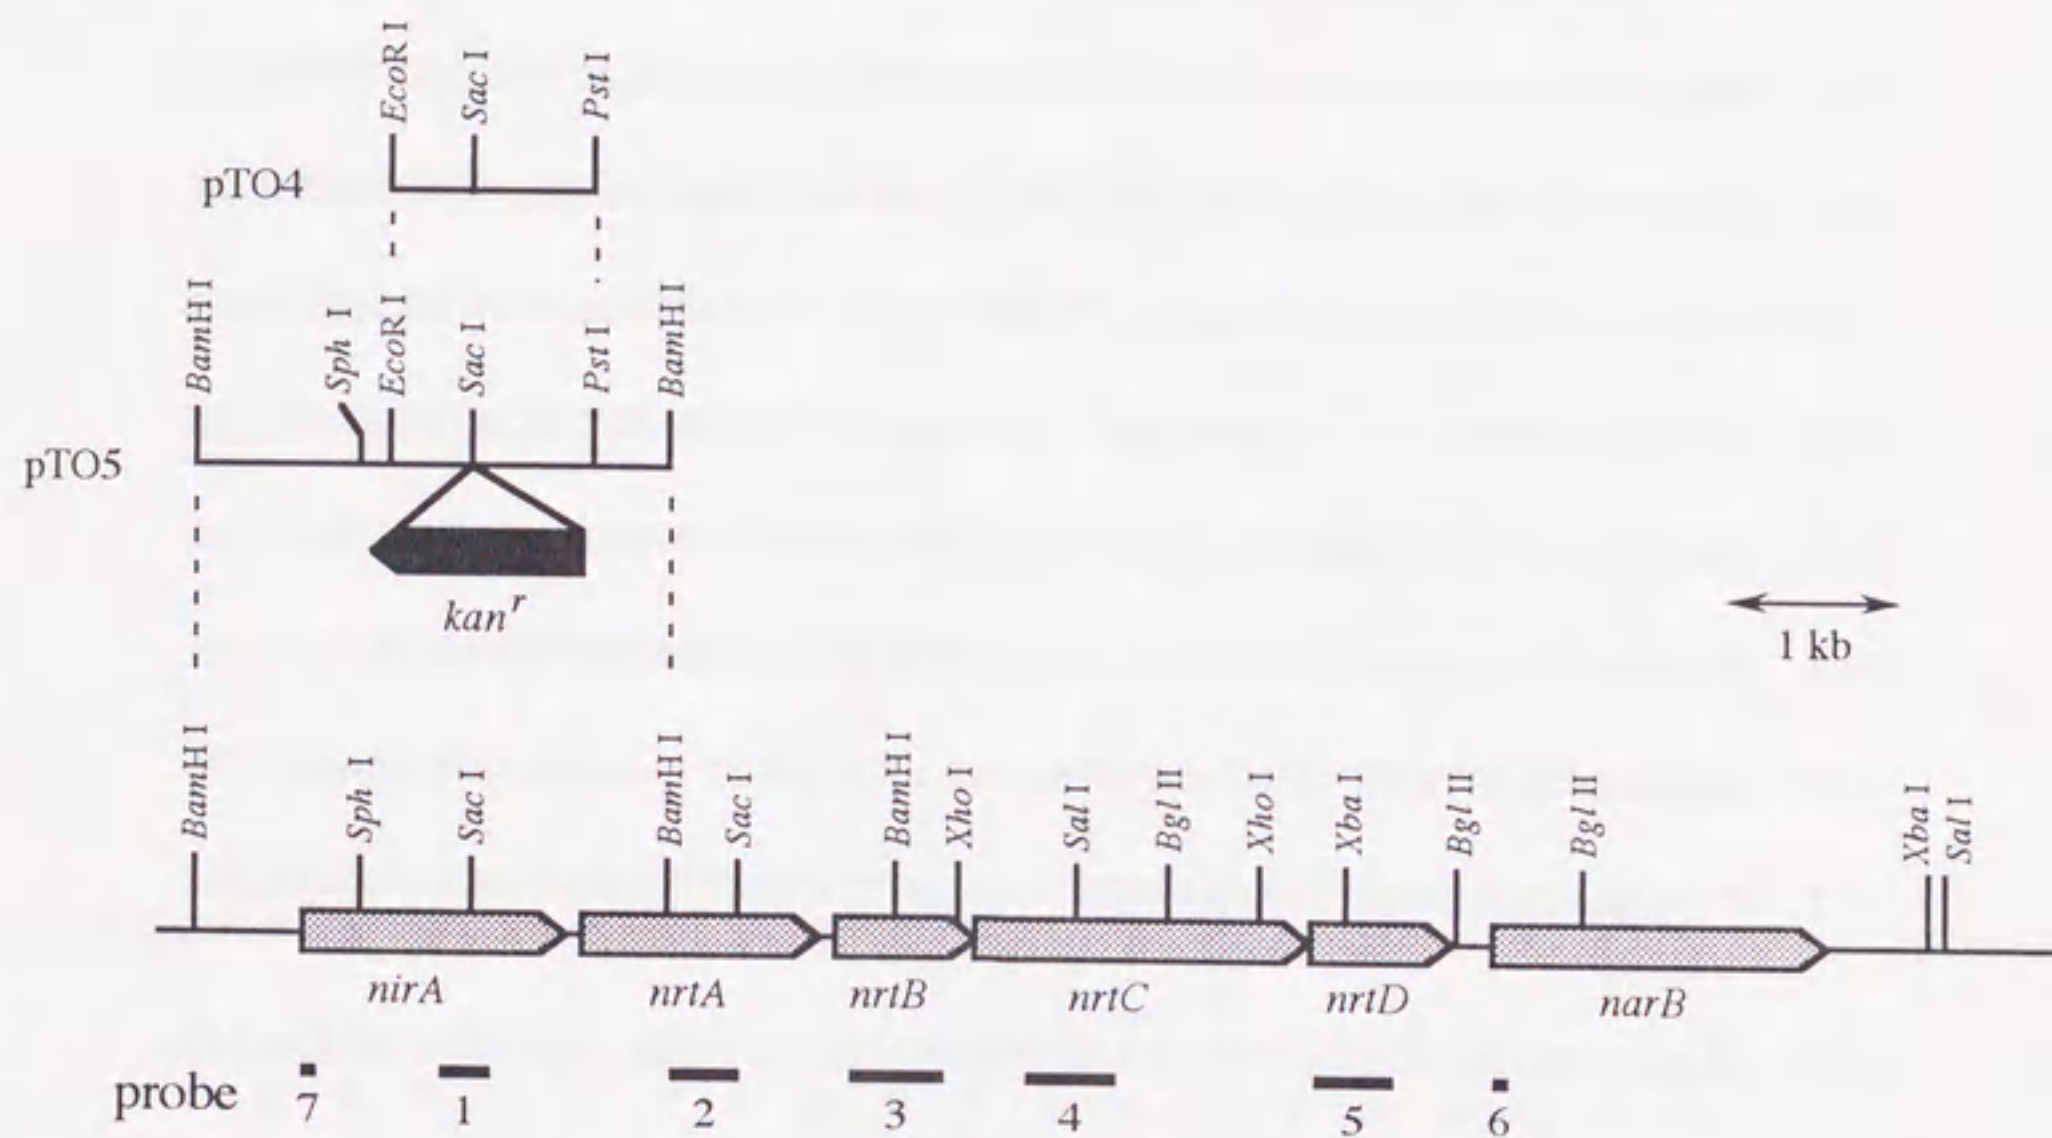 EcoR I Sac I Pst I
pTO4
BamH I Sph I EcoR I Sac I Pst I BamH I
pTO5
kanʳ
1 kb
BamH I Sph I Sac I BamH I Sac I BamH I Xho I Sal I Bgl II Xho I Xba I Bgl II Bgl II Xba I Sal I
nirA nrtA nrtB nrtC nrtD narB
probe 7 1 2 3 4 5 6